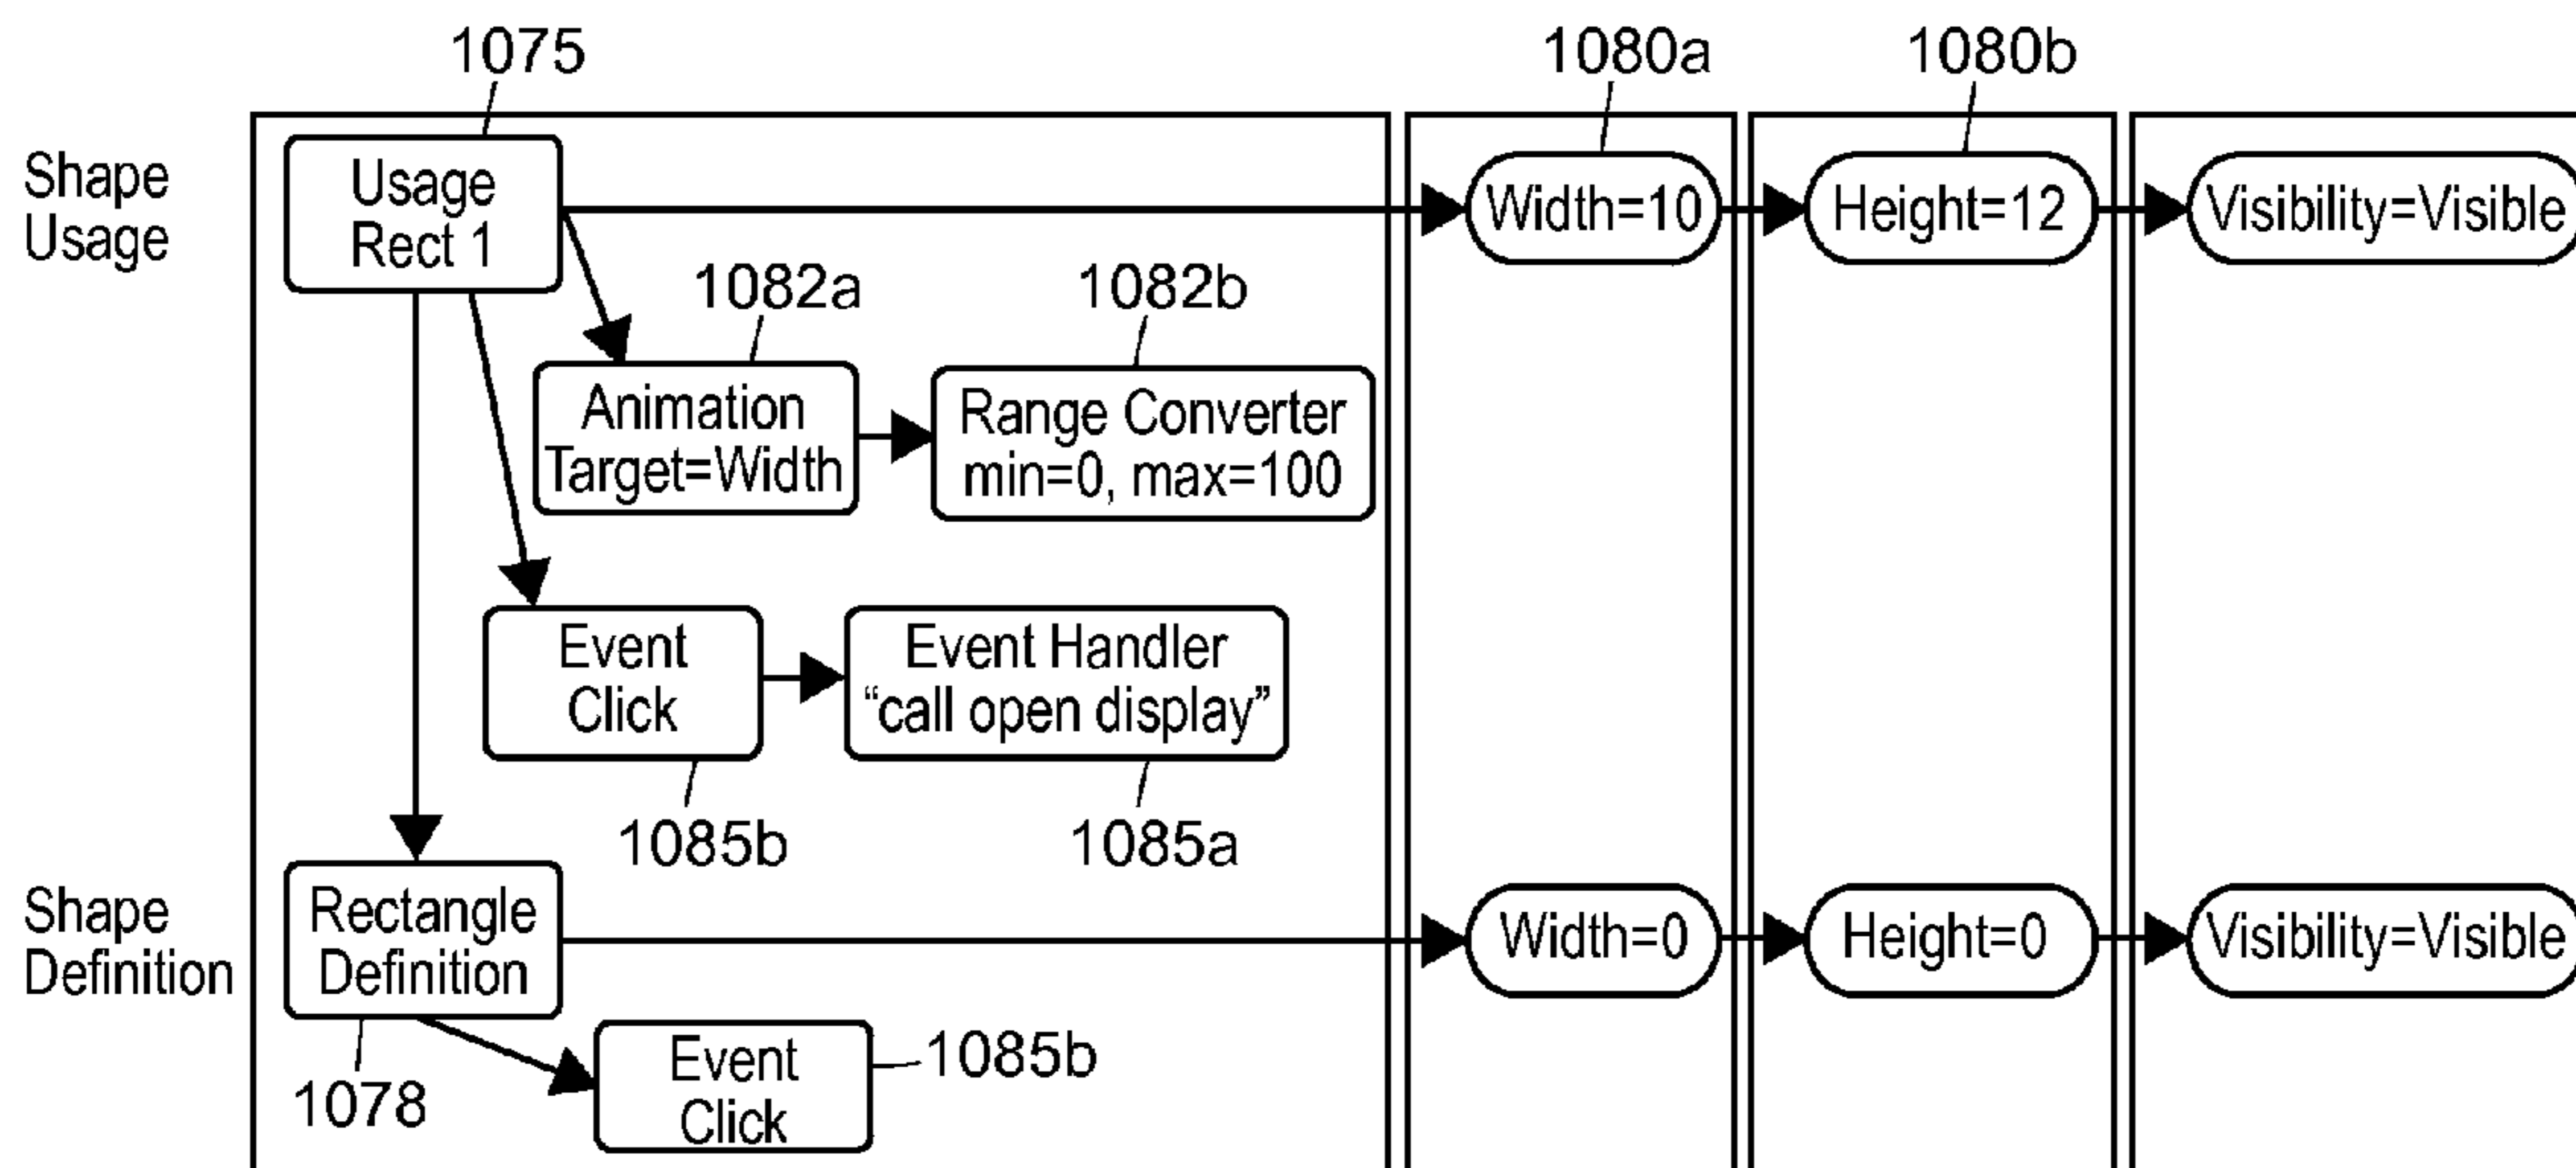 1075
1080a
1080b
Shape
Usage
Usage
Rect 1
Width=10
Height=12
Visibility=Visible
1082a
1082b
Animation
Target=Width
Range Converter
min=0, max=100
Event
Click
Event Handler
“call open display”
1085b
1085a
Shape
Definition
Rectangle
Definition
Width=0
Height=0
Visibility=Visible
1078
Event
Click
1085b